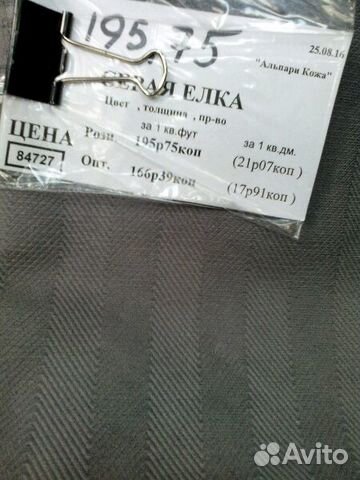 195.75
25.08.16
"Альпари Кожа"
ЕЛКА
Цвет , толщина , пр-во
за 1 кв.фут за 1 кв.дм.
ЦЕНА Розн. 195р75коп (21р07коп )
84727 Опт. 166р39коп (17р91коп )
Avito